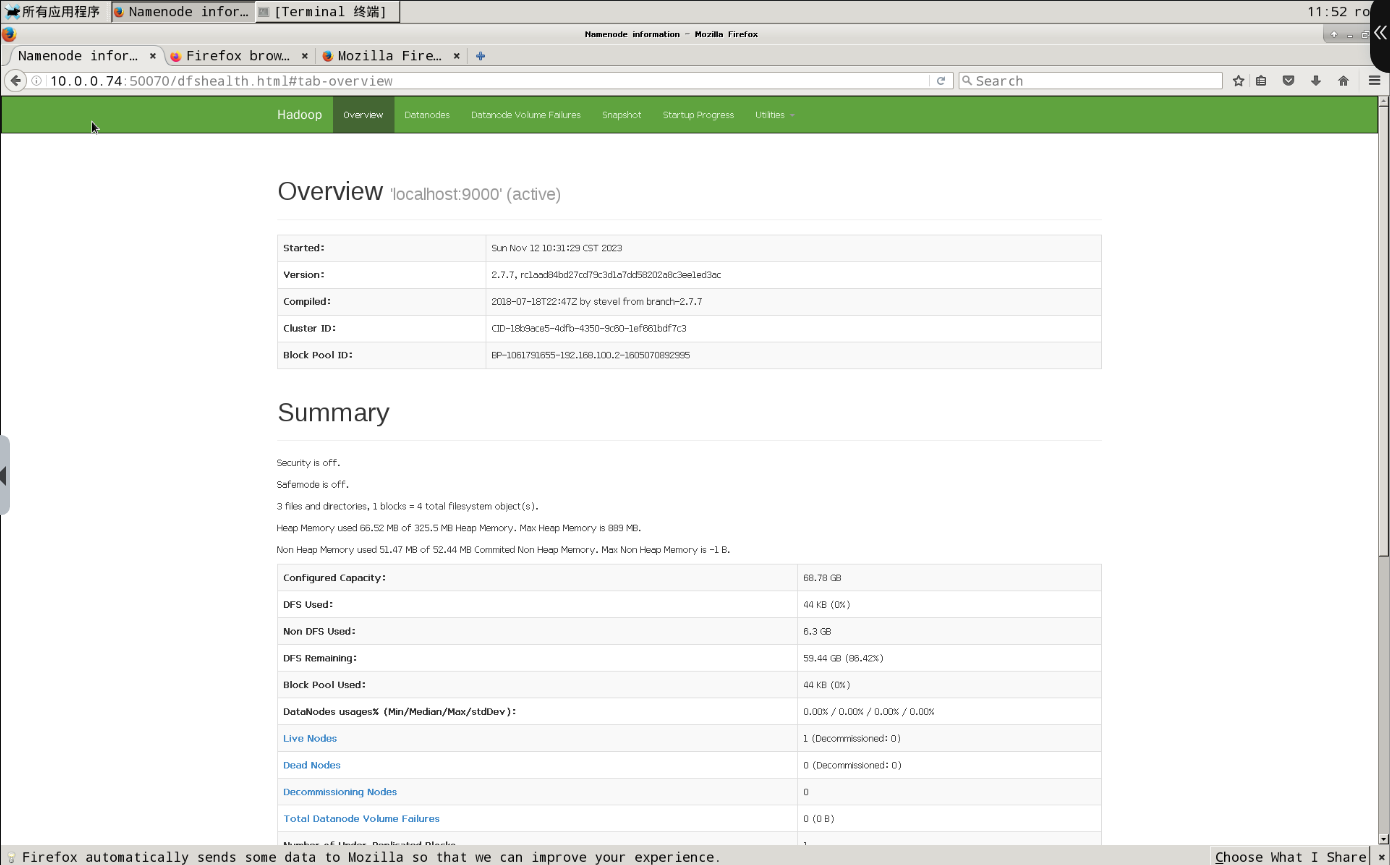 所有应用程序 Namenode infor... [Terminal 终端] 11:52 ro
Namenode information - Mozilla Firefox
Namenode infor... × Firefox brow... × Mozilla Fire... ×
10.0.0.74:50070/dfshealth.html#tab-overview Search
Hadoop Overview Datanodes Datanode Volume Failures Snapshot Startup Progress Utilities
Overview 'localhost:9000' (active)
Started: Sun Nov 12 10:31:29 CST 2023
Version: 2.7.7, rc1aad84bd27cd79c3d1a7dd58202a8c3ee1ed3ac
Compiled: 2018-07-18T22:47Z by stevel from branch-2.7.7
Cluster ID: CID-18b9ace5-4dfb-4350-9c60-1ef661bdf7c3
Block Pool ID: BP-1061791655-192.168.100.2-1605070892995
Summary
Security is off.
Safemode is off.
3 files and directories, 1 blocks = 4 total filesystem object(s).
Heap Memory used 66.52 MB of 325.5 MB Heap Memory. Max Heap Memory is 889 MB.
Non Heap Memory used 51.47 MB of 52.44 MB Commited Non Heap Memory. Max Non Heap Memory is -1 B.
Configured Capacity: 68.78 GB
DFS Used: 44 KB (0%)
Non DFS Used: 6.3 GB
DFS Remaining: 59.44 GB (86.42%)
Block Pool Used: 44 KB (0%)
DataNodes usages% (Min/Median/Max/stdDev): 0.00% / 0.00% / 0.00% / 0.00%
Live Nodes 1 (Decommissioned: 0)
Dead Nodes 0 (Decommissioned: 0)
Decommissioning Nodes 0
Total Datanode Volume Failures 0 (0 B)
Number of Under-Replicated Blocks 1
Firefox automatically sends some data to Mozilla so that we can improve your experience. Choose What I Share ×